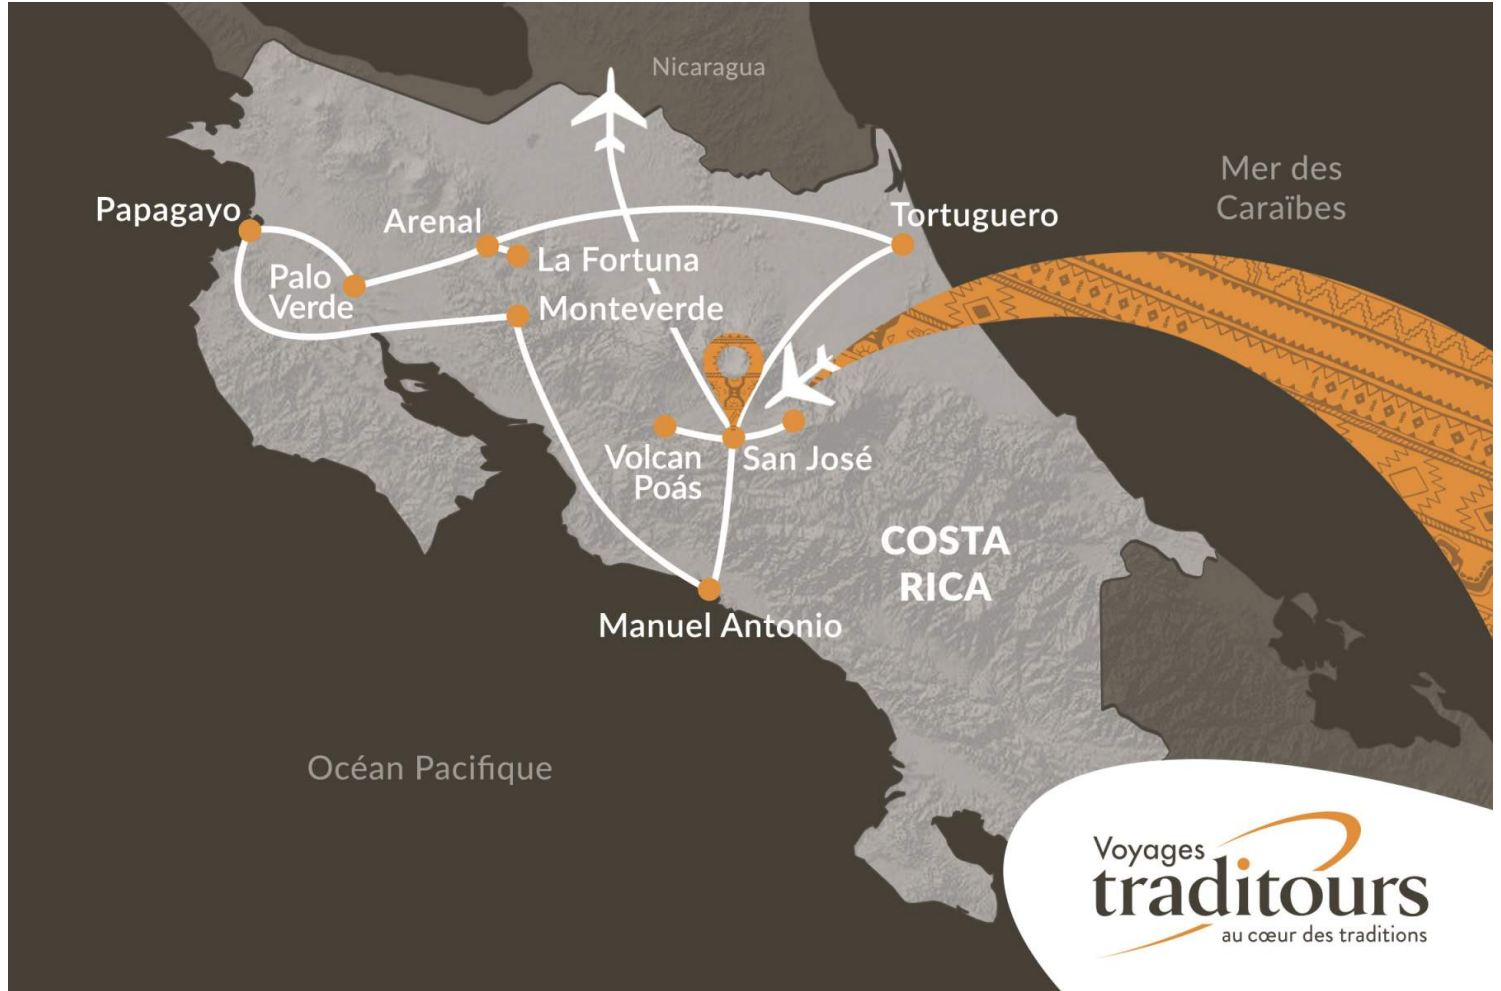 Nicaragua
Mer des
Caraïbes
Papagayo
Arenal
Tortuguero
La Fortuna
Palo
Verde
Monteverde
Volcan
Poás
San José
COSTA
RICA
Manuel Antonio
Océan Pacifique
Voyages
traditours
au cœur des traditions